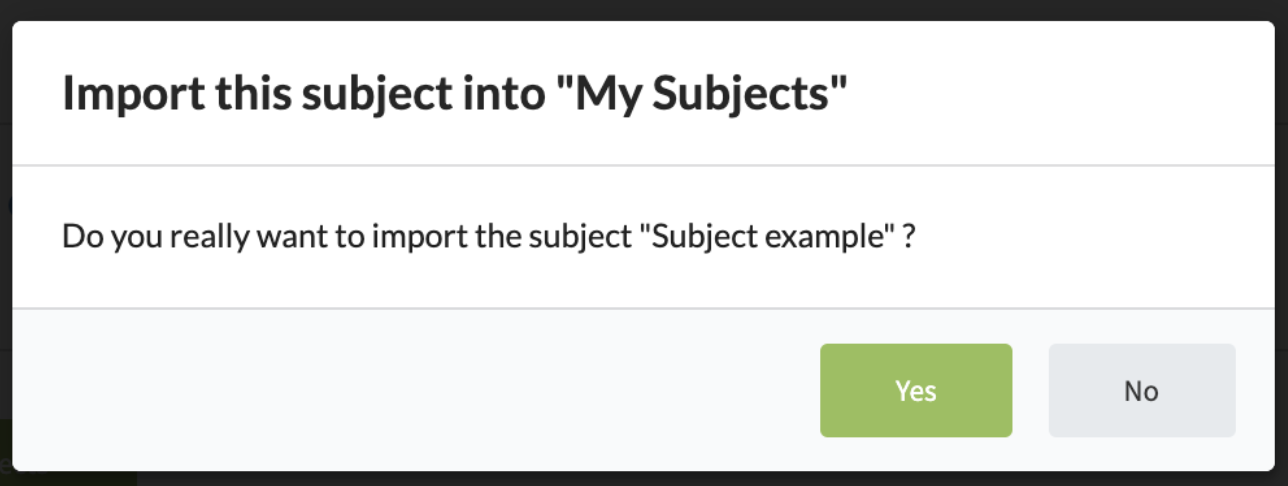 Import this subject into "My Subjects"
Do you really want to import the subject "Subject example" ?
Yes
No